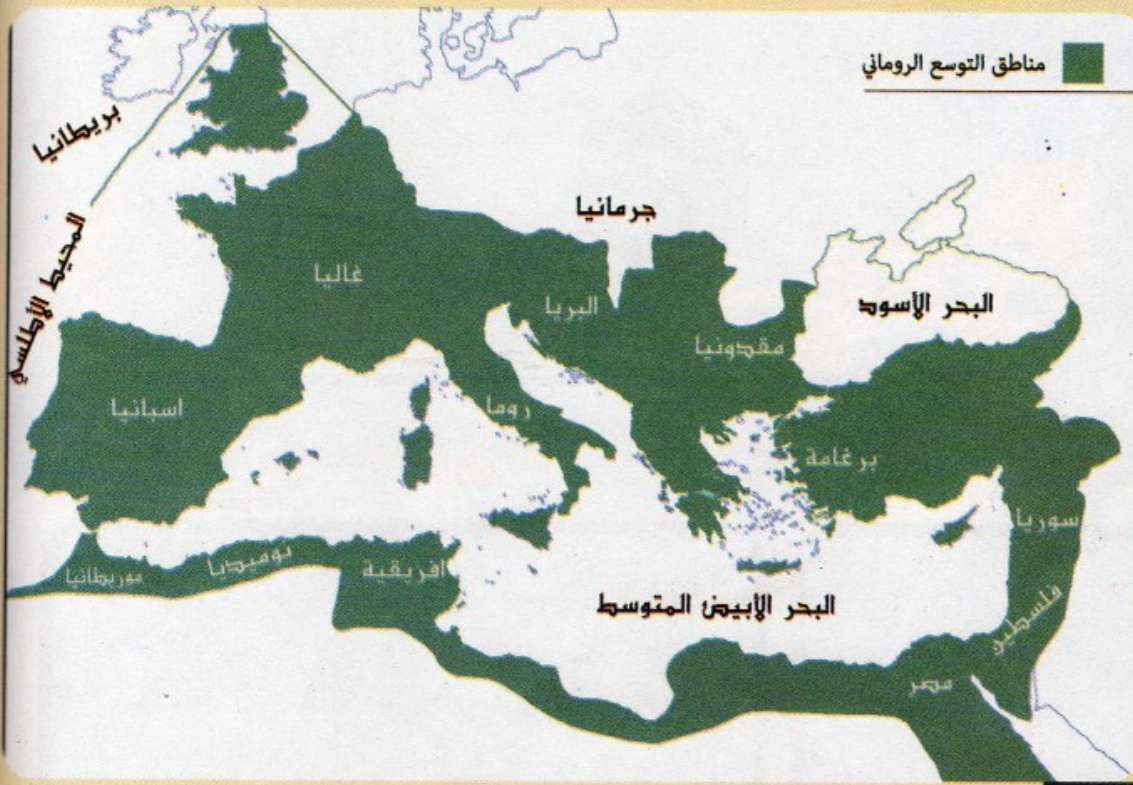 مناطق التوسع الروماني
بريطانيا
المحيط الأطلسي
جرمانيا
غاليا
البريا
البحر الأسود
مقدونيا
اسبانيا
روما
برغامة
سوريا
موريطانيا
نوميديا
افريقية
البحر الأبيض المتوسط
فلسطين
مصر